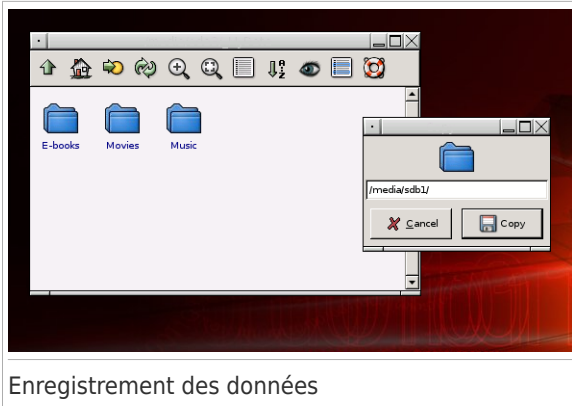 E-books Movies Music
/media/sdb1/
Cancel Copy
Enregistrement des données